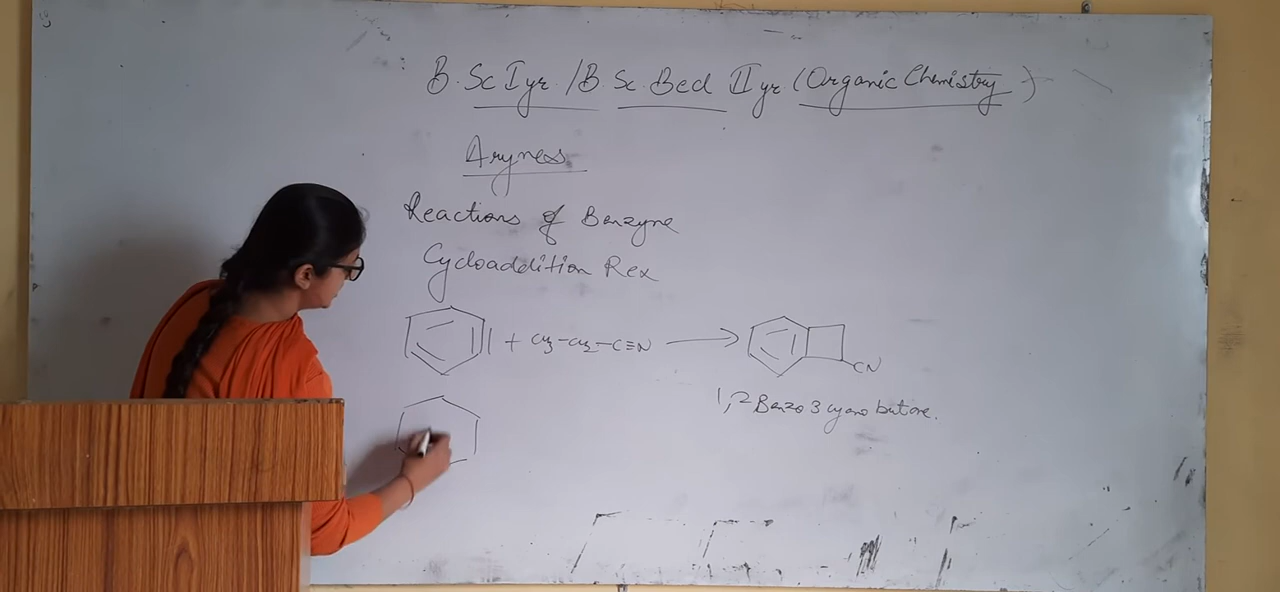 B.Sc I yr. / B.Sc. Bed II yr (Organic Chemistry)
Arynes
Reactions of Benzyne
Cycloaddition Rex
+ CH3-CH2-C≡N → CN
1,2 Benzo 3 cyano butane.